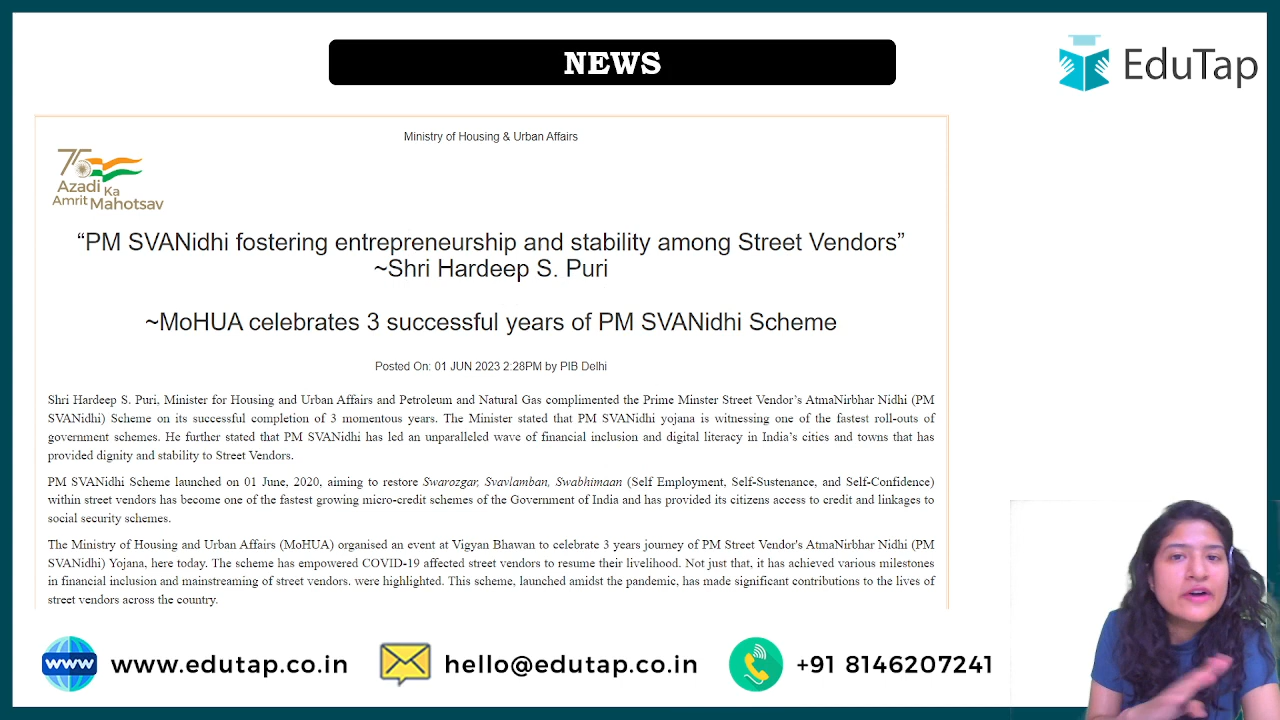 NEWS
EduTap
Ministry of Housing & Urban Affairs
75
Azadi Ka
Amrit Mahotsav
“PM SVANidhi fostering entrepreneurship and stability among Street Vendors”
~Shri Hardeep S. Puri
~MoHUA celebrates 3 successful years of PM SVANidhi Scheme
Posted On: 01 JUN 2023 2.28PM by PIB Delhi
Shri Hardeep S. Puri, Minister for Housing and Urban Affairs and Petroleum and Natural Gas complimented the Prime Minster Street Vendor’s AtmaNirbhar Nidhi (PM
SVANidhi) Scheme on its successful completion of 3 momentous years. The Minister stated that PM SVANidhi yojana is witnessing one of the fastest roll-outs of
government schemes. He further stated that PM SVANidhi has led an unparalleled wave of financial inclusion and digital literacy in India’s cities and towns that has
provided dignity and stability to Street Vendors.
PM SVANidhi Scheme launched on 01 June, 2020, aiming to restore Swarozgar, Svavlamban, Swabhimaan (Self Employment, Self-Sustenance, and Self-Confidence)
within street vendors has become one of the fastest growing micro-credit schemes of the Government of India and has provided its citizens access to credit and linkages to
social security schemes.
The Ministry of Housing and Urban Affairs (MoHUA) organised an event at Vigyan Bhawan to celebrate 3 years journey of PM Street Vendor's AtmaNirbhar Nidhi (PM
SVANidhi) Yojana, here today. The scheme has empowered COVID-19 affected street vendors to resume their livelihood. Not just that, it has achieved various milestones
in financial inclusion and mainstreaming of street vendors, were highlighted. This scheme, launched amidst the pandemic, has made significant contributions to the lives of
street vendors across the country.
www www.edutap.co.in hello@edutap.co.in +91 8146207241